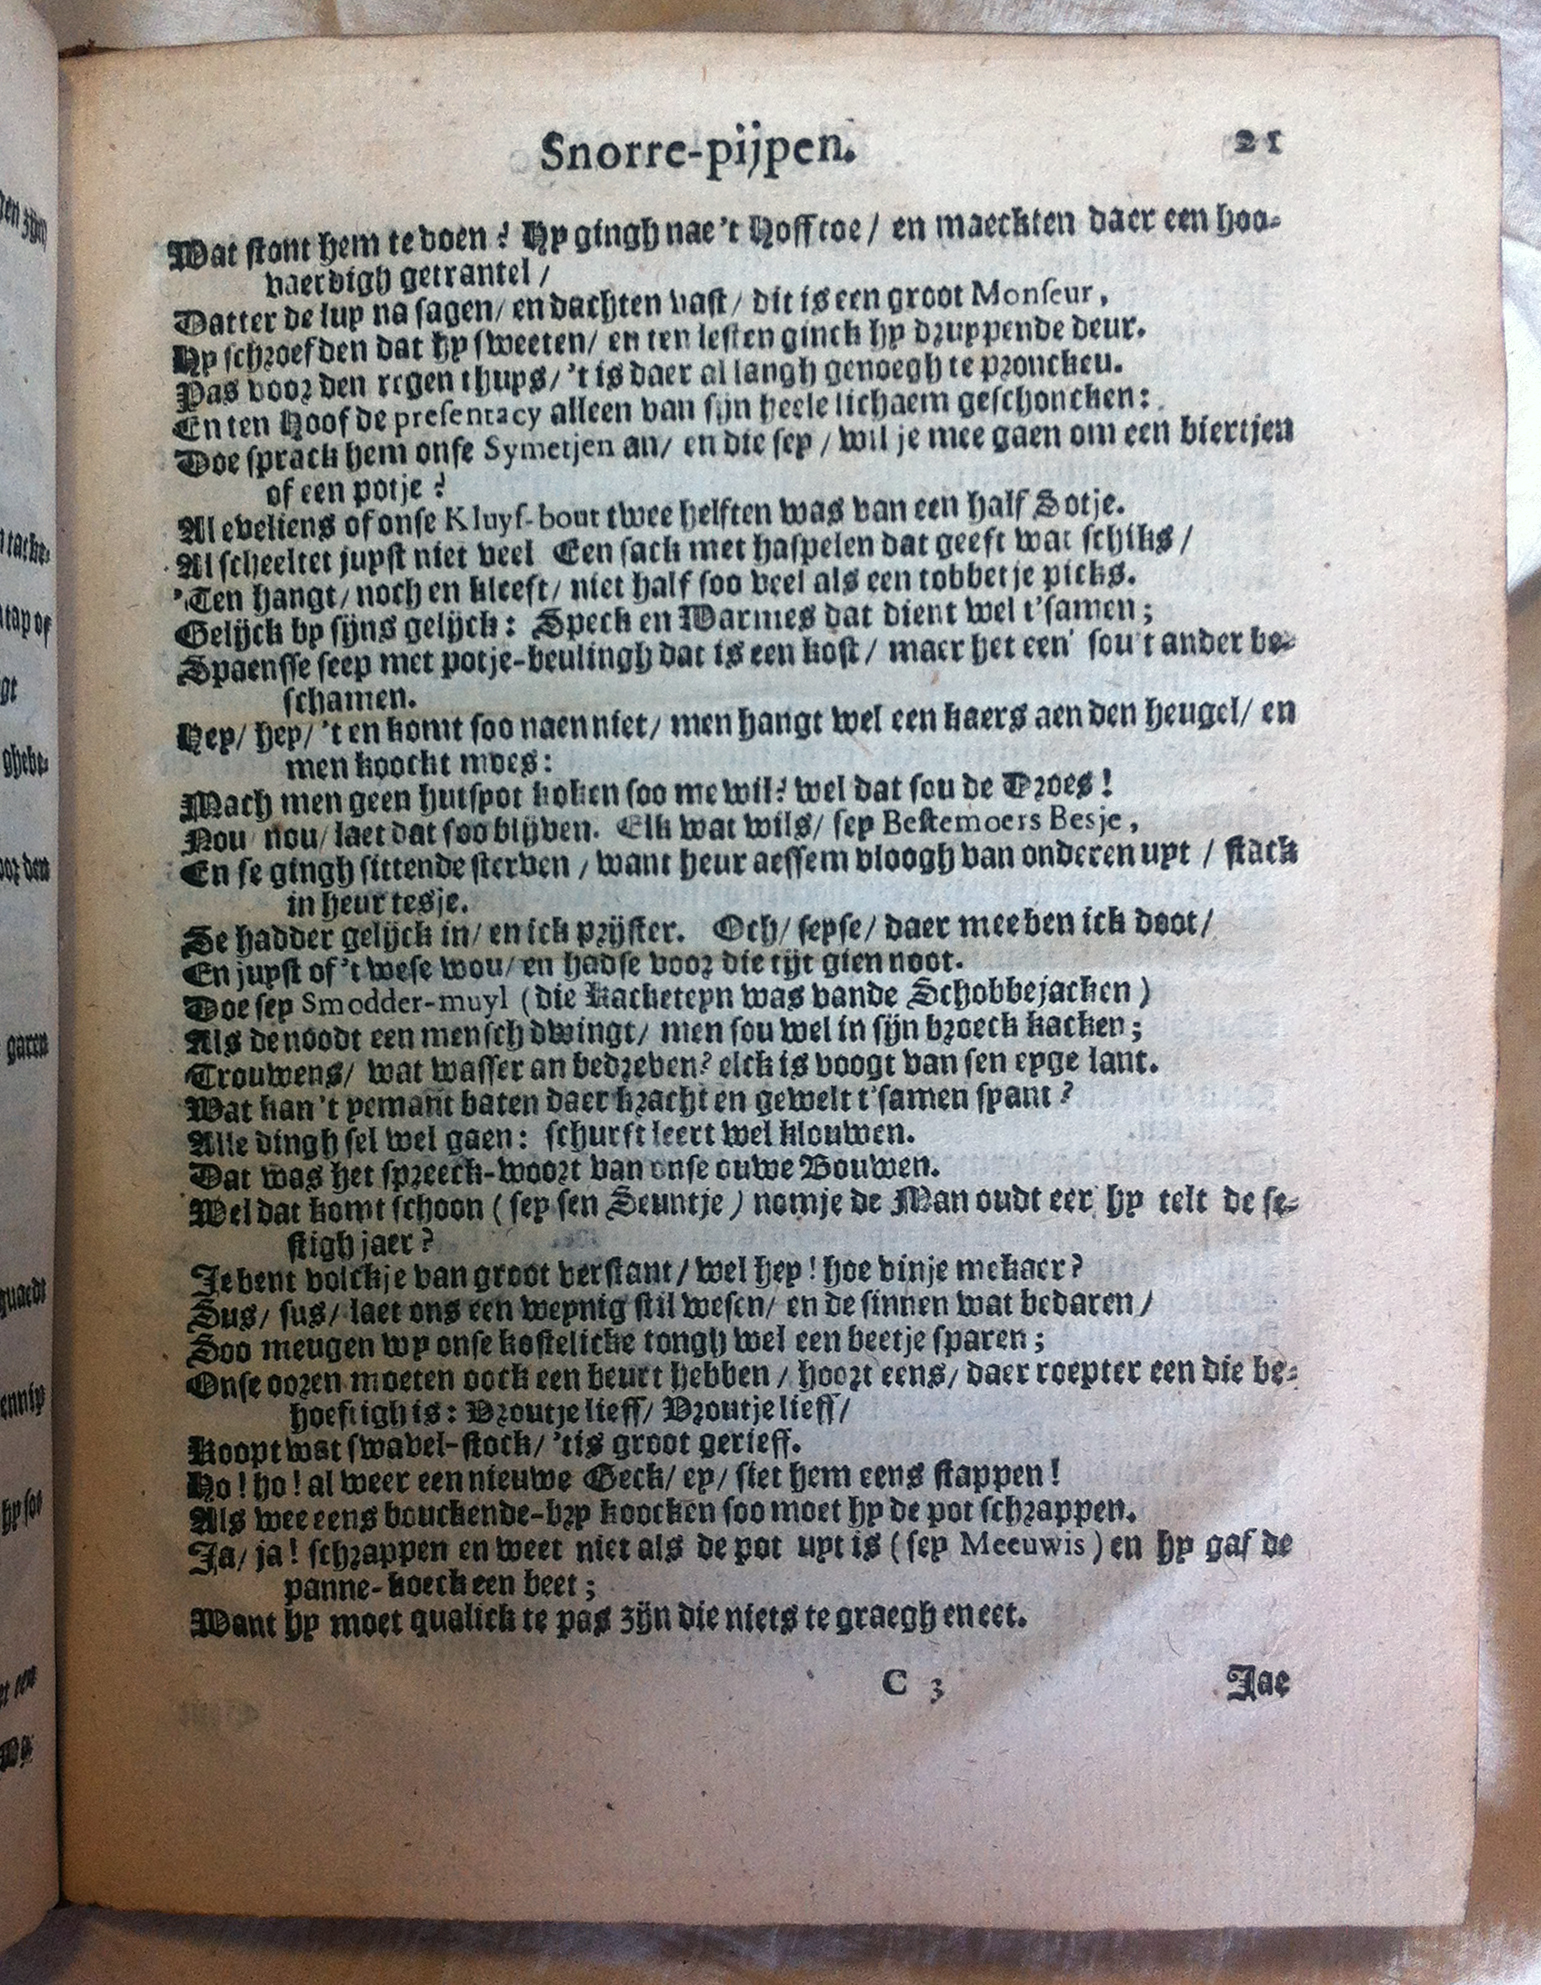 Snorre-pijpen. 21
Wat stont hem te doen? Hy gingh nae 't Hoff toe / en maeckten daer een hoo-
vaerdigh getrantel /
Datter de luy na sagen / en dachten vast / dit is een groot Monseur,
Hy schroefden dat hy sweeten / en ten lesten ginck hy druppende deur.
Pas voor den regen thuys / 't is daer al langh genoegh te proncken.
En ten Hoof de presentacy alleen van sijn heele lichaem geschoncken:
Doe sprack hem onse Symetjen an / en die sey / wil je mee gaen om een biertjen
of een potje?
Al eveliens of onse Kluyf-bout twee helften was van een half Sotje.
Al scheeltet juyst niet veel Een sack met haspelen dat geeft wat schiks /
'Ten hangt / noch en kleeft / niet half soo veel als een tobbetje picks.
Gelijck by sijns gelijck: Speck en Warmes dat dient wel t'samen;
Spaensse seep met potje-beulingh dat is een kost / maer het een' sou 't ander be-
schamen.
Hey / hey / 't en komt soo naen niet / men hangt wel een kaers aen den heugel / en
men koockt moes:
Mach men geen hutspot koken soo me wil? wel dat sou de Droes!
Nou nou / laet dat soo blijven. Elk wat wils / sey Bestemoers Besje,
En se gingh sittende sterven / want heur aessem vloogh van onderen uyt / stack
in heur tesje.
Se hadder gelijck in / en ick prijster. Och / seyse / daer mee ben ick doot /
En juyst of 't wese wou / en hadse voor die tijt gien noot.
Doe sey Smodder-muyl (die Kacketeyn was vande Schobbejacken)
Als de noodt een mensch dwingt / men sou wel in sijn broeck kacken;
Trouwens / wat wasser an bedreven? elck is voogt van sen eyge lant.
Wat kan 't yemant baten daer kracht en gewelt t'samen spant?
Alle dingh sel wel gaen: schurft leert wel klouwen.
Dat was het spreeck-woort van onse ouwe Bouwen.
Wel dat komt schoon (sey sen Seuntje) nomje de Man oudt eer hy telt de se-
stigh jaer?
Je bent volckje van groot verstant / wel hey! hoe vinje mekaer?
Sus / sus / laet ons een weynig stil wesen / en de sinnen wat bedaren /
Soo meugen wy onse kostelicke tongh wel een beetje sparen;
Onse ooren moeten oock een beurt hebben / hoort eens / daer roepter een die be-
hoeftigh is: Vroutje lieff / Vroutje lieff /
Koopt wat swavel-stock / 'tis groot gerieff.
Ho! ho! al weer een nieuwe Geck / ey / siet hem eens stappen!
Als wee eens bouckende-bry koocken soo moet hy de pot schrappen.
Ja / ja! schrappen en weet niet als de pot uyt is (sey Meeuwis) en hy gaf de
panne-koeck een beet;
Want hy moet qualick te pas zijn die niets te graegh en eet.
C 3 Jae